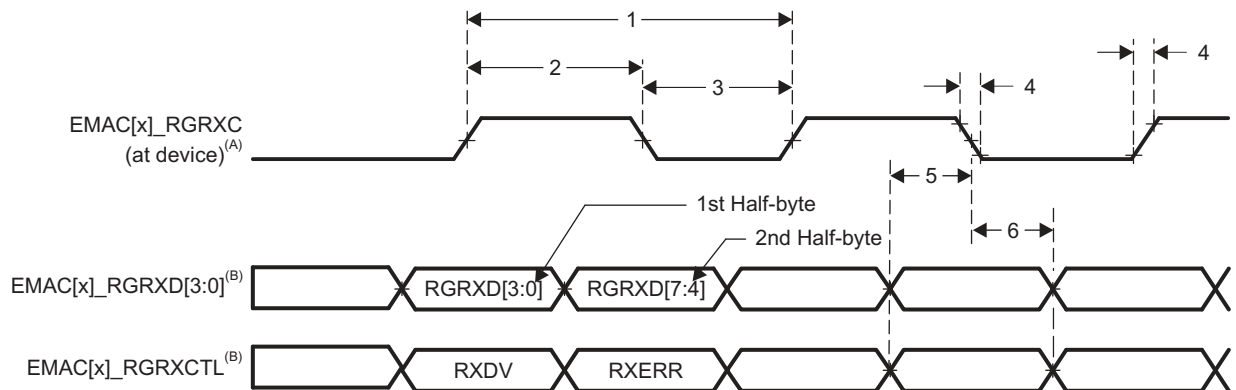 1
4
2
3
4
EMAC[x]_RGRXC
(at device)(A)
5
1st Half-byte
2nd Half-byte
6
EMAC[x]_RGRXD[3:0](B)
RGRXD[3:0]
RGRXD[7:4]
EMAC[x]_RGRXCTL(B)
RXDV
RXERR